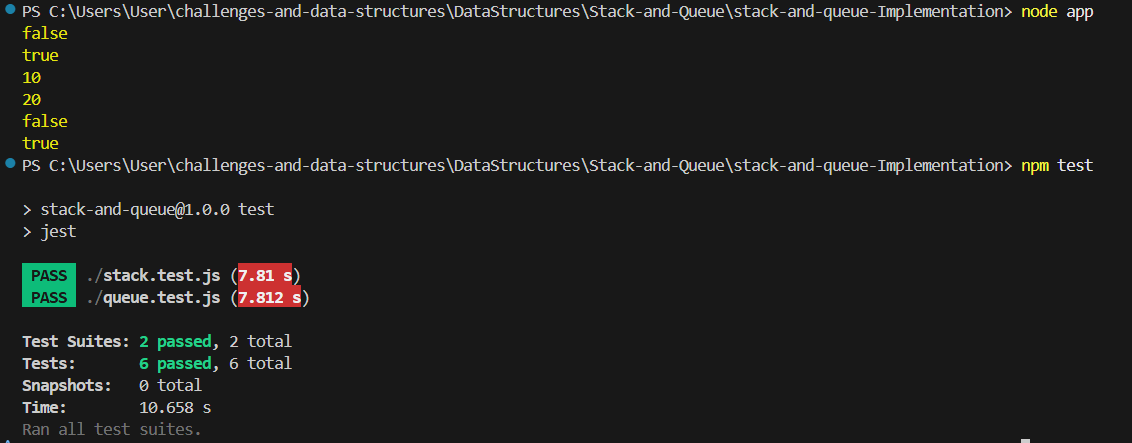 PS C:\Users\User\challenges-and-data-structures\DataStructures\Stack-and-Queue\stack-and-queue-Implementation> node app
false
true
10
20
false
true
PS C:\Users\User\challenges-and-data-structures\DataStructures\Stack-and-Queue\stack-and-queue-Implementation> npm test
> stack-and-queue@1.0.0 test
> jest
PASS ./stack.test.js (7.81 s)
PASS ./queue.test.js (7.812 s)
Test Suites: 2 passed, 2 total
Tests: 6 passed, 6 total
Snapshots: 0 total
Time: 10.658 s
Ran all test suites.